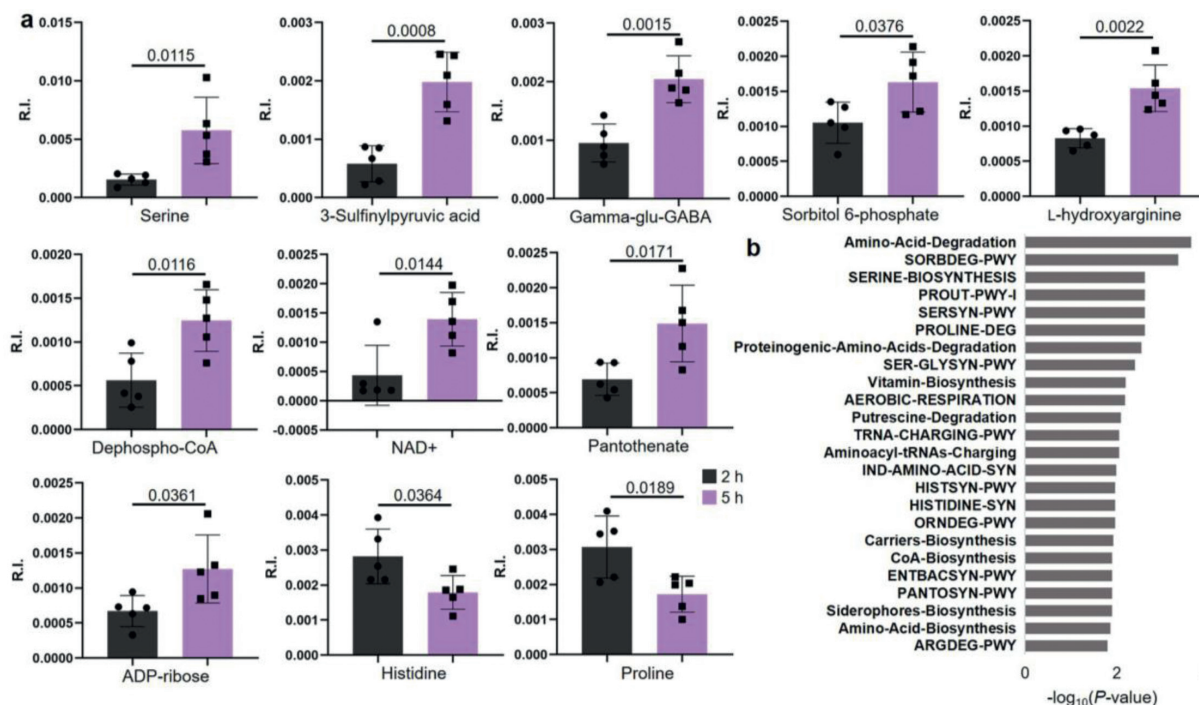 a
R.I.
0.015
0.010
0.005
0.000
0.0115
Serine
R.I.
0.003
0.002
0.001
0.000
0.0008
3-Sulfinylpyruvic acid
R.I.
0.003
0.002
0.001
0.000
0.0015
Gamma-glu-GABA
R.I.
0.0025
0.0020
0.0015
0.0010
0.0005
0.0000
0.0376
Sorbitol 6-phosphate
R.I.
0.0025
0.0020
0.0015
0.0010
0.0005
0.0000
0.0022
L-hydroxyarginine
R.I.
0.0020
0.0015
0.0010
0.0005
0.0000
0.0116
Dephospho-CoA
R.I.
0.0025
0.0020
0.0015
0.0010
0.0005
0.0000
-0.0005
0.0144
NAD+
R.I.
0.0025
0.0020
0.0015
0.0010
0.0005
0.0000
0.0171
Pantothenate
2 h
5 h
R.I.
0.0025
0.0020
0.0015
0.0010
0.0005
0.0000
0.0361
ADP-ribose
R.I.
0.005
0.004
0.003
0.002
0.001
0.000
0.0364
Histidine
R.I.
0.005
0.004
0.003
0.002
0.001
0.000
0.0189
Proline
b
Amino-Acid-Degradation
SORBDEG-PWY
SERINE-BIOSYNTHESIS
PROUT-PWY-I
SERSYN-PWY
PROLINE-DEG
Proteinogenic-Amino-Acids-Degradation
SER-GLYSYN-PWY
Vitamin-Biosynthesis
AEROBIC-RESPIRATION
Putrescine-Degradation
TRNA-CHARGING-PWY
Aminoacyl-tRNAs-Charging
IND-AMINO-ACID-SYN
HISTSYN-PWY
HISTIDINE-SYN
ORNDEG-PWY
Carriers-Biosynthesis
CoA-Biosynthesis
ENTBACSYN-PWY
PANTOSYN-PWY
Siderophores-Biosynthesis
Amino-Acid-Biosynthesis
ARGDEG-PWY
0 2
-log10(P-value)